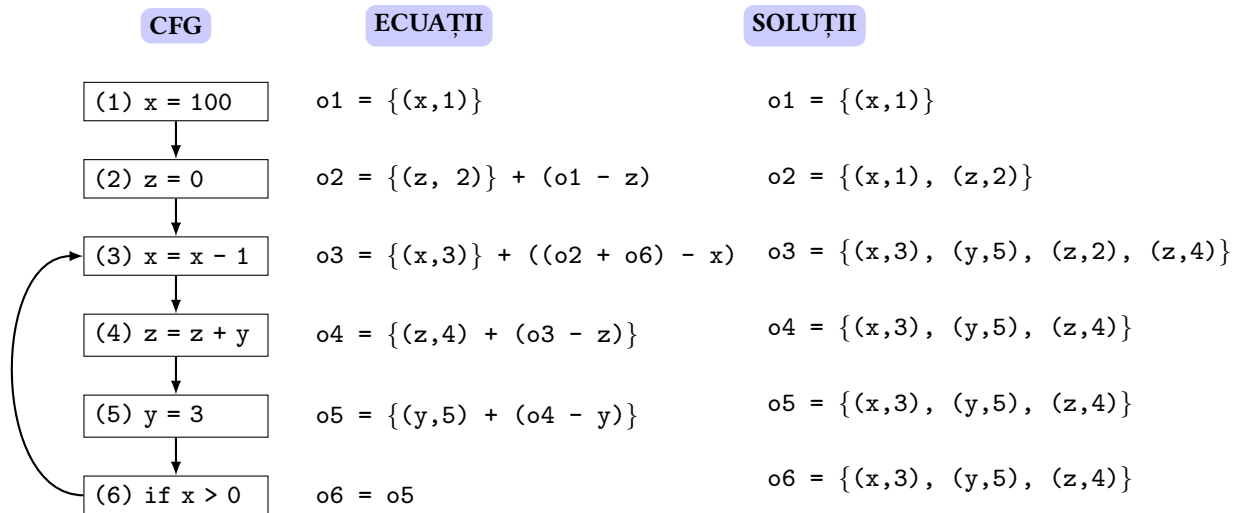 CFG ECUAȚII SOLUȚII
(1) x = 100 o1 = {(x,1)} o1 = {(x,1)}
(2) z = 0 o2 = {(z, 2)} + (o1 - z) o2 = {(x,1), (z,2)}
(3) x = x - 1 o3 = {(x,3)} + ((o2 + o6) - x) o3 = {(x,3), (y,5), (z,2), (z,4)}
(4) z = z + y o4 = {(z,4) + (o3 - z)} o4 = {(x,3), (y,5), (z,4)}
(5) y = 3 o5 = {(y,5) + (o4 - y)} o5 = {(x,3), (y,5), (z,4)}
(6) if x > 0 o6 = o5 o6 = {(x,3), (y,5), (z,4)}